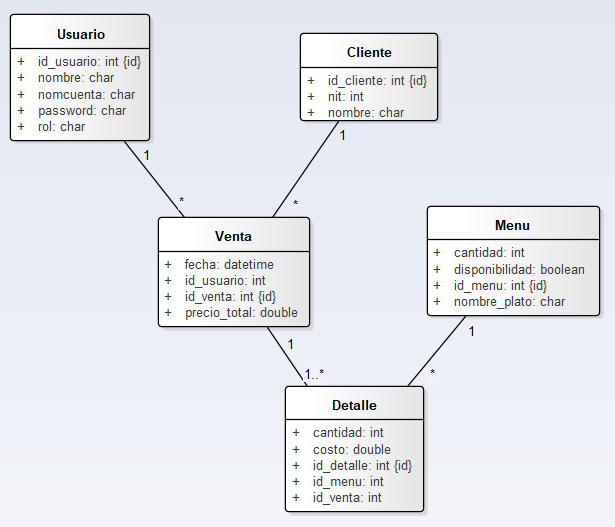 Usuario
+ id_usuario: int {id}
+ nombre: char
+ nomcuenta: char
+ password: char
+ rol: char
Cliente
+ id_cliente: int {id}
+ nit: int
+ nombre: char
1
*
1
*
Venta
+ fecha: datetime
+ id_usuario: int
+ id_venta: int {id}
+ precio_total: double
Menu
+ cantidad: int
+ disponibilidad: boolean
+ id_menu: int {id}
+ nombre_plato: char
1
1..*
1
*
Detalle
+ cantidad: int
+ costo: double
+ id_detalle: int {id}
+ id_menu: int
+ id_venta: int